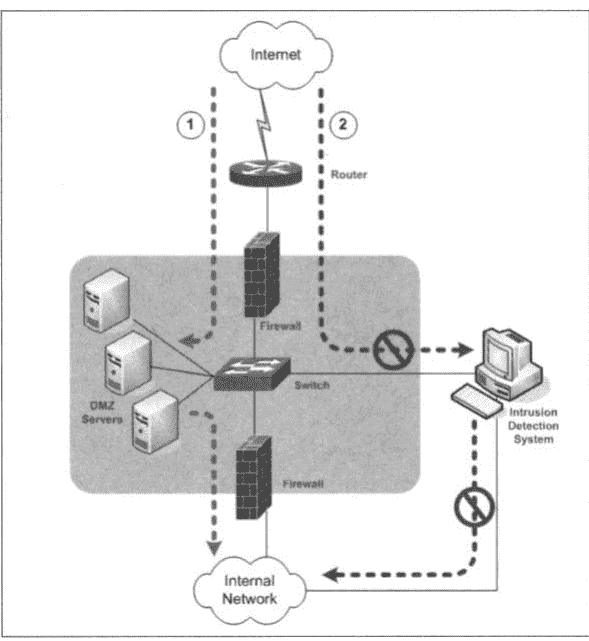 Internet
1
2
Router
Firewall
Switch
DMZ
Servers
Intrusion
Detection
System
Firewall
Internal
Network